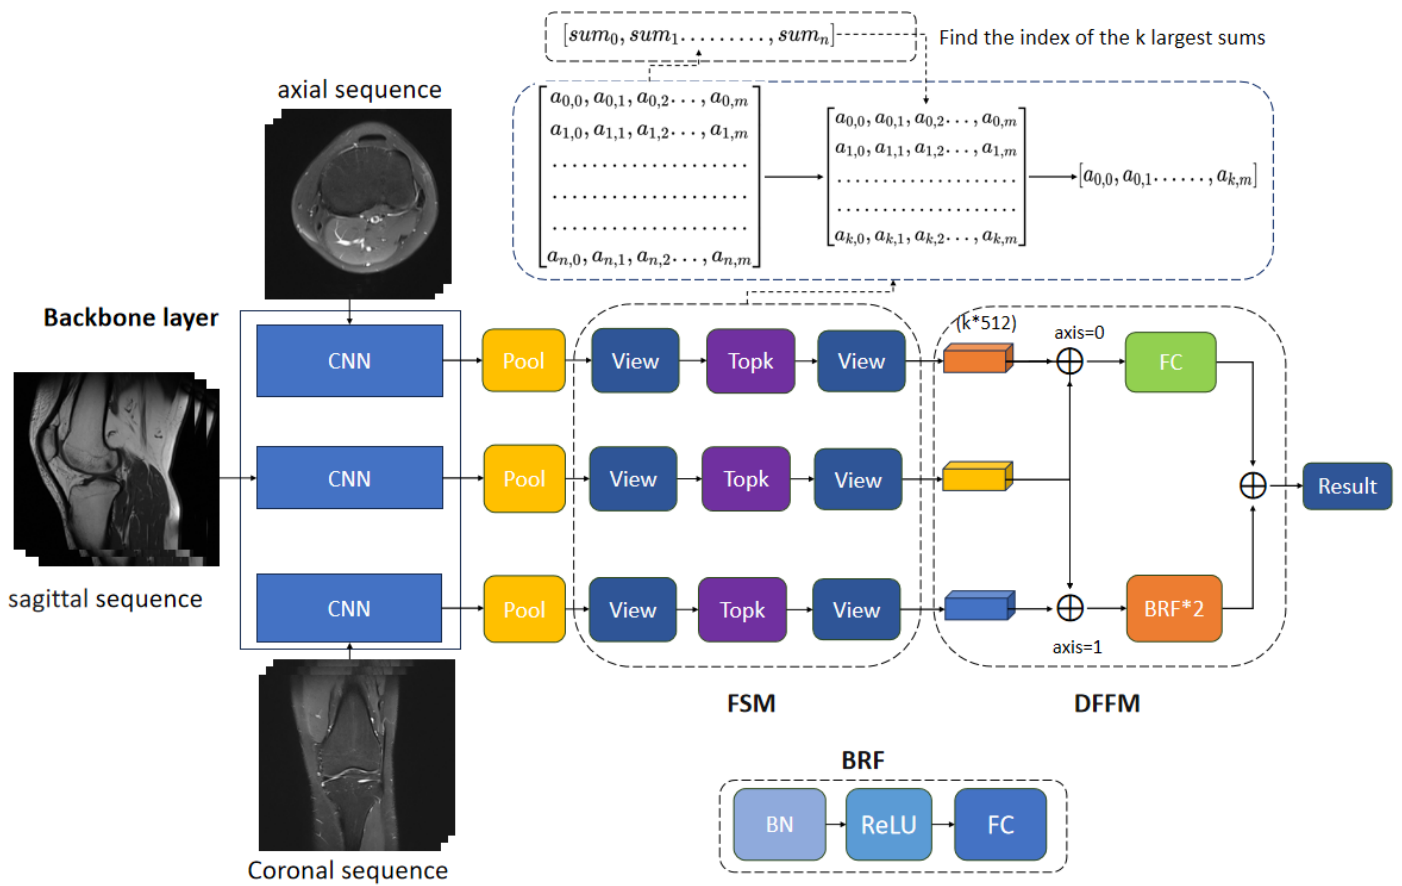 [sum₀, sum₁. . . . . . . . . , sumₙ]
Find the index of the k largest sums
axial sequence
a₀,₀, a₀,₁, a₀,₂. . . , a₀,ₘ
a₁,₀, a₁,₁, a₁,₂. . . , a₁,ₘ
. . . . . . . . . . . . . . . . . . . .
. . . . . . . . . . . . . . . . . . . .
. . . . . . . . . . . . . . . . . . . .
aₙ,₀, aₙ,₁, aₙ,₂. . . , aₙ,ₘ
a₀,₀, a₀,₁, a₀,₂. . . , a₀,ₘ
a₁,₀, a₁,₁, a₁,₂. . . , a₁,ₘ
. . . . . . . . . . . . . . . . . . .
. . . . . . . . . . . . . . . . . . .
aₖ,₀, aₖ,₁, aₖ,₂. . . , aₖ,ₘ
[a₀,₀, a₀,₁. . . . . . , aₖ,ₘ]
Backbone layer
CNN
Pool
View
Topk
View
(k*512)
axis=0
FC
CNN
Pool
View
Topk
View
Result
sagittal sequence
CNN
Pool
View
Topk
View
BRF*2
axis=1
FSM
DFFM
Coronal sequence
BRF
BN
ReLU
FC